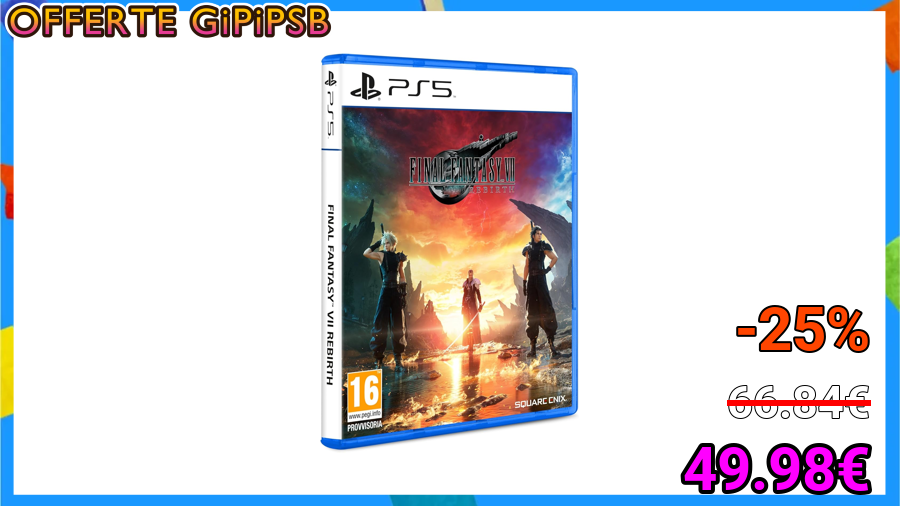 OFFERTE GiPiPSB
PS5
PS5
FINAL FANTASY VII
REBIRTH
FINAL FANTASY VII REBIRTH
16
www.pegi.info
PROVVISORIA
SQUARE ENIX
-25%
66.84€
49.98€